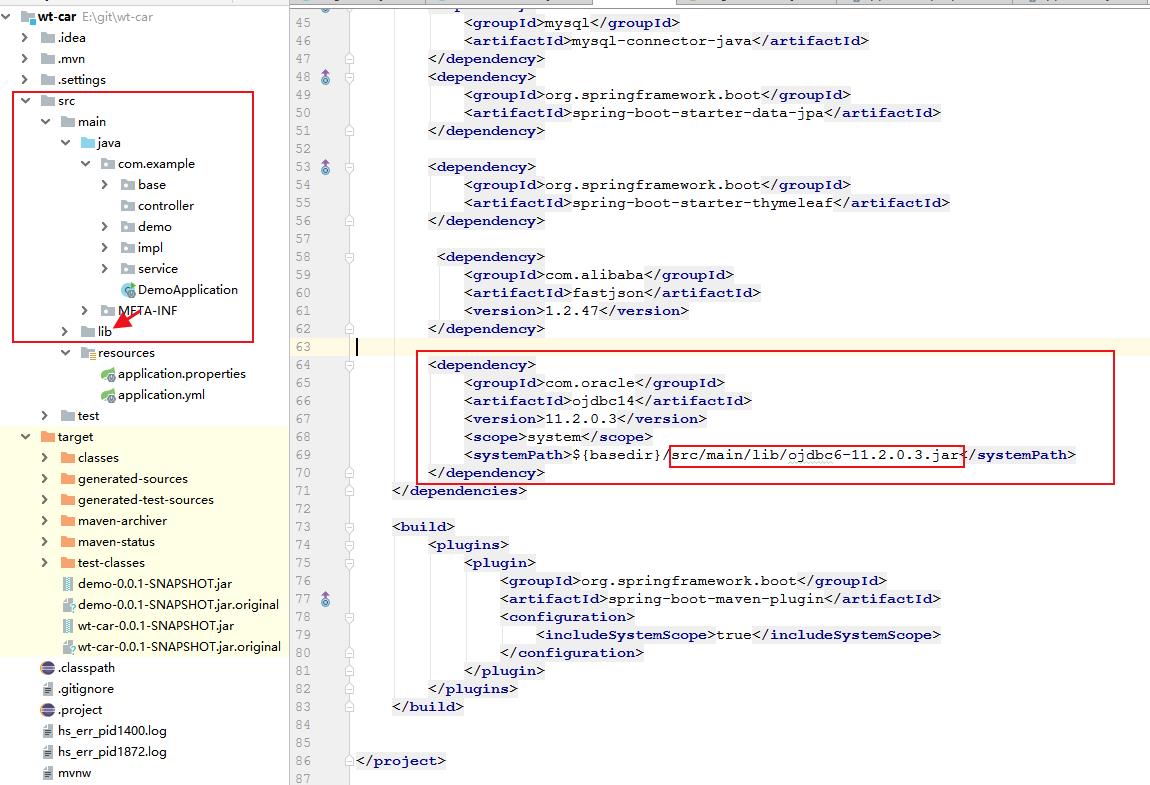 wt-car E:\git\wt-car
.idea
.mvn
.settings
src
main
java
com.example
base
controller
demo
impl
service
DemoApplication
META-INF
lib
resources
application.properties
application.yml
test
target
classes
generated-sources
generated-test-sources
maven-archiver
maven-status
test-classes
demo-0.0.1-SNAPSHOT.jar
demo-0.0.1-SNAPSHOT.jar.original
wt-car-0.0.1-SNAPSHOT.jar
wt-car-0.0.1-SNAPSHOT.jar.original
.classpath
.gitignore
.project
hs_err_pid1400.log
hs_err_pid1872.log
mvnw
45 <groupId>mysql</groupId>
46 <artifactId>mysql-connector-java</artifactId>
47 </dependency>
48 <dependency>
49 <groupId>org.springframework.boot</groupId>
50 <artifactId>spring-boot-starter-data-jpa</artifactId>
51 </dependency>
52
53 <dependency>
54 <groupId>org.springframework.boot</groupId>
55 <artifactId>spring-boot-starter-thymeleaf</artifactId>
56 </dependency>
57
58 <dependency>
59 <groupId>com.alibaba</groupId>
60 <artifactId>fastjson</artifactId>
61 <version>1.2.47</version>
62 </dependency>
63
64 <dependency>
65 <groupId>com.oracle</groupId>
66 <artifactId>ojdbc14</artifactId>
67 <version>11.2.0.3</version>
68 <scope>system</scope>
69 <systemPath>${basedir}/src/main/lib/ojdbc6-11.2.0.3.jar</systemPath>
70 </dependency>
71 </dependencies>
72
73 <build>
74 <plugins>
75 <plugin>
76 <groupId>org.springframework.boot</groupId>
77 <artifactId>spring-boot-maven-plugin</artifactId>
78 <configuration>
79 <includeSystemScope>true</includeSystemScope>
80 </configuration>
81 </plugin>
82 </plugins>
83 </build>
84
85
86 </project>
87